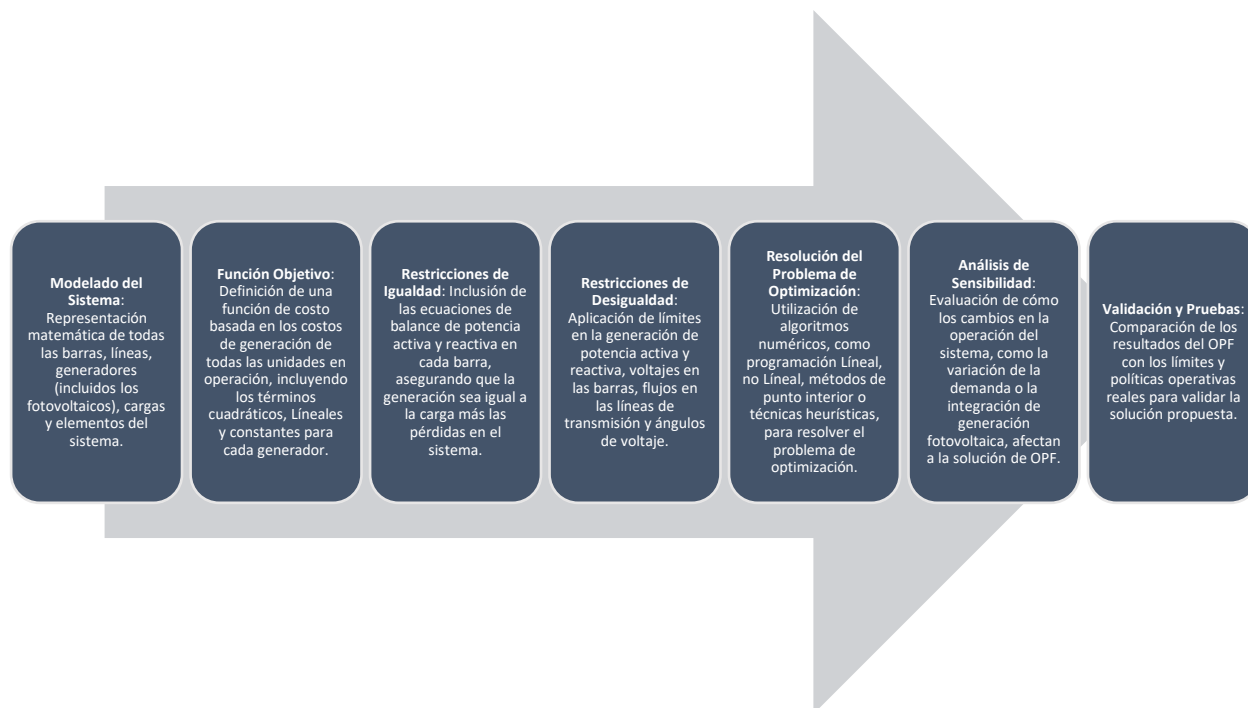 Modelado del
Sistema:
Representación
matemática de todas
las barras, líneas,
generadores
(incluidos los
fotovoltaicos), cargas
y elementos del
sistema.
Función Objetivo:
Definición de una
función de costo
basada en los costos
de generación de
todas las unidades en
operación, incluyendo
los términos
cuadráticos, Líneales
y constantes para
cada generador.
Restricciones de
Igualdad: Inclusión de
las ecuaciones de
balance de potencia
activa y reactiva en
cada barra,
asegurando que la
generación sea igual a
la carga más las
pérdidas en el
sistema.
Restricciones de
Desigualdad:
Aplicación de límites
en la generación de
potencia activa y
reactiva, voltajes en
las barras, flujos en
las líneas de
transmisión y ángulos
de voltaje.
Resolución del
Problema de
Optimización:
Utilización de
algoritmos
numéricos, como
programación Líneal,
no Líneal, métodos de
punto interior o
técnicas heurísticas,
para resolver el
problema de
optimización.
Análisis de
Sensibilidad:
Evaluación de cómo
los cambios en la
operación del
sistema, como la
variación de la
demanda o la
integración de
generación
fotovoltaica, afectan
a la solución de OPF.
Validación y Pruebas:
Comparación de los
resultados del OPF
con los límites y
políticas operativas
reales para validar la
solución propuesta.